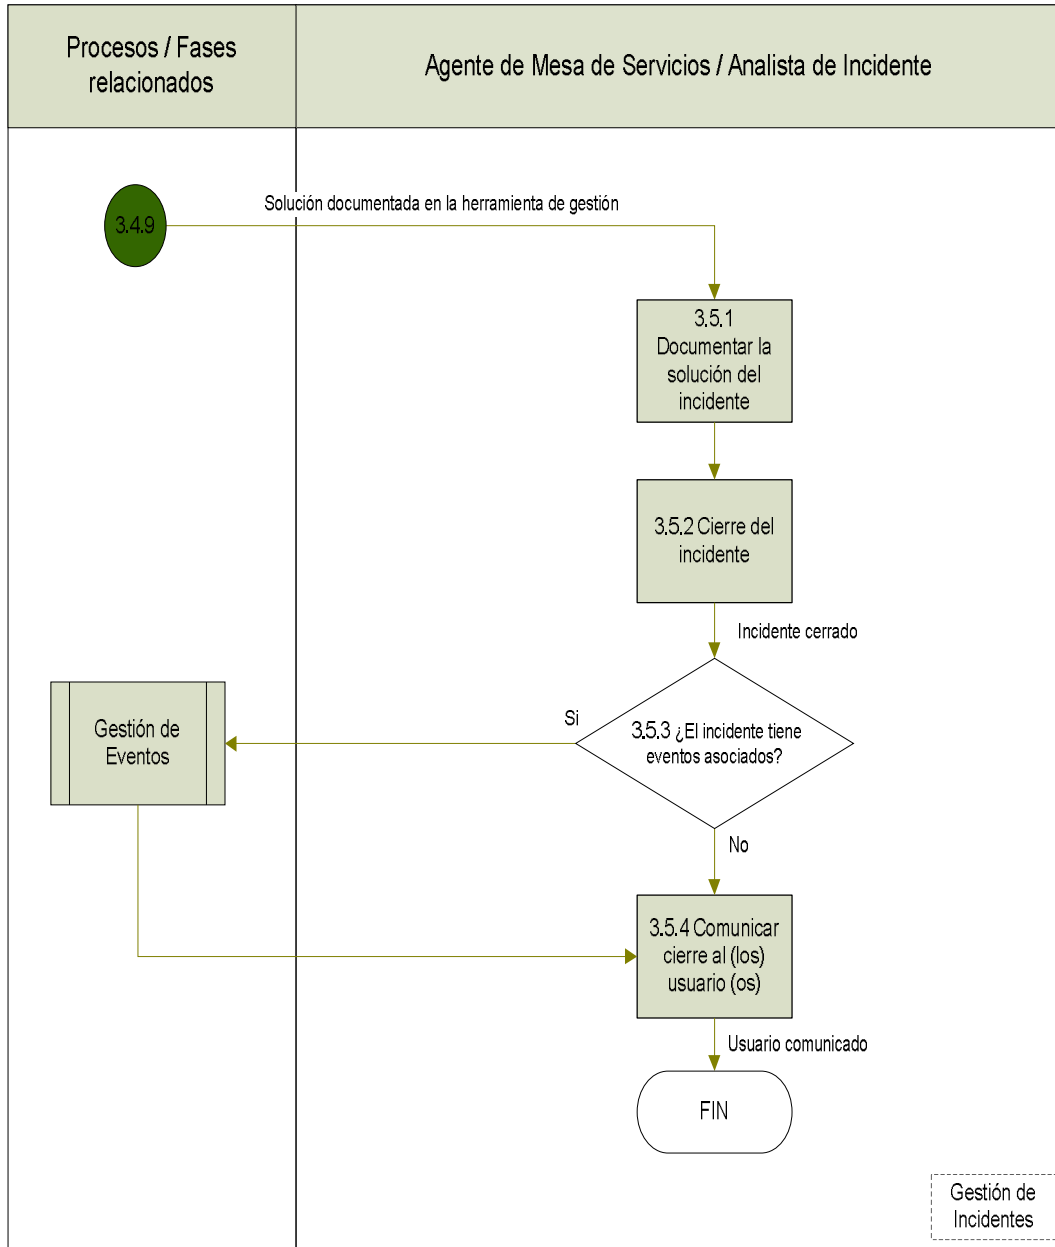 Procesos / Fases
relacionados
Agente de Mesa de Servicios / Analista de Incidente
3.4.9
Solución documentada en la herramienta de gestión
3.5.1
Documentar la
solución del
incidente
3.5.2 Cierre del
incidente
Incidente cerrado
Si
3.5.3 ¿El incidente tiene
eventos asociados?
Gestión de
Eventos
No
3.5.4 Comunicar
cierre al (los)
usuario (os)
Usuario comunicado
FIN
Gestión de
Incidentes